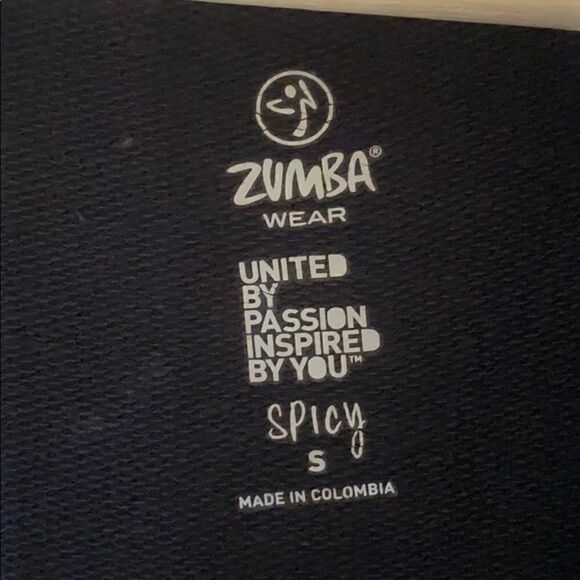 ZUMBA®
WEAR
UNITED
BY
PASSION
INSPIRED
BY YOU™
SPICY
S
MADE IN COLOMBIA